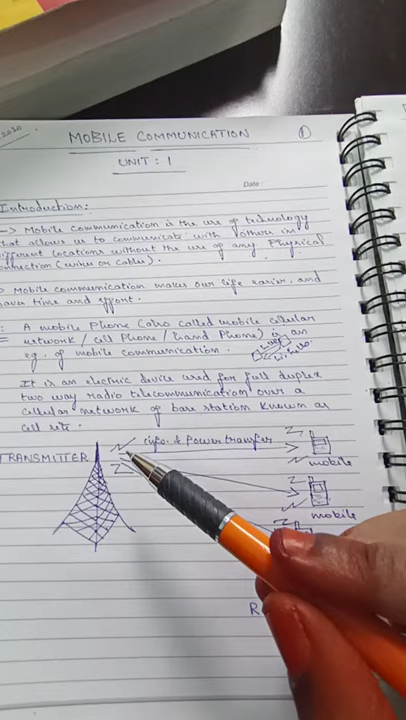 2020
MOBILE COMMUNICATION
1
UNIT : 1
Date :
Introduction:
→ Mobile communication is the use of technology
that allows us to communicate with others in
different locations without the use of any Physical
connection (wires or cables).
Mobile communication makes our life easier, and
saves time and effort.
: A mobile Phone (also called mobile cellular
= network / cell Phone / hand Phone) is an
eg. of mobile communication.
It is an electric device used for full duplex
two way radio telecommunication over a
cellular network of base station known as
cell site.
TRANSMITTER
info. & Power transfer
mobile
mobile
R